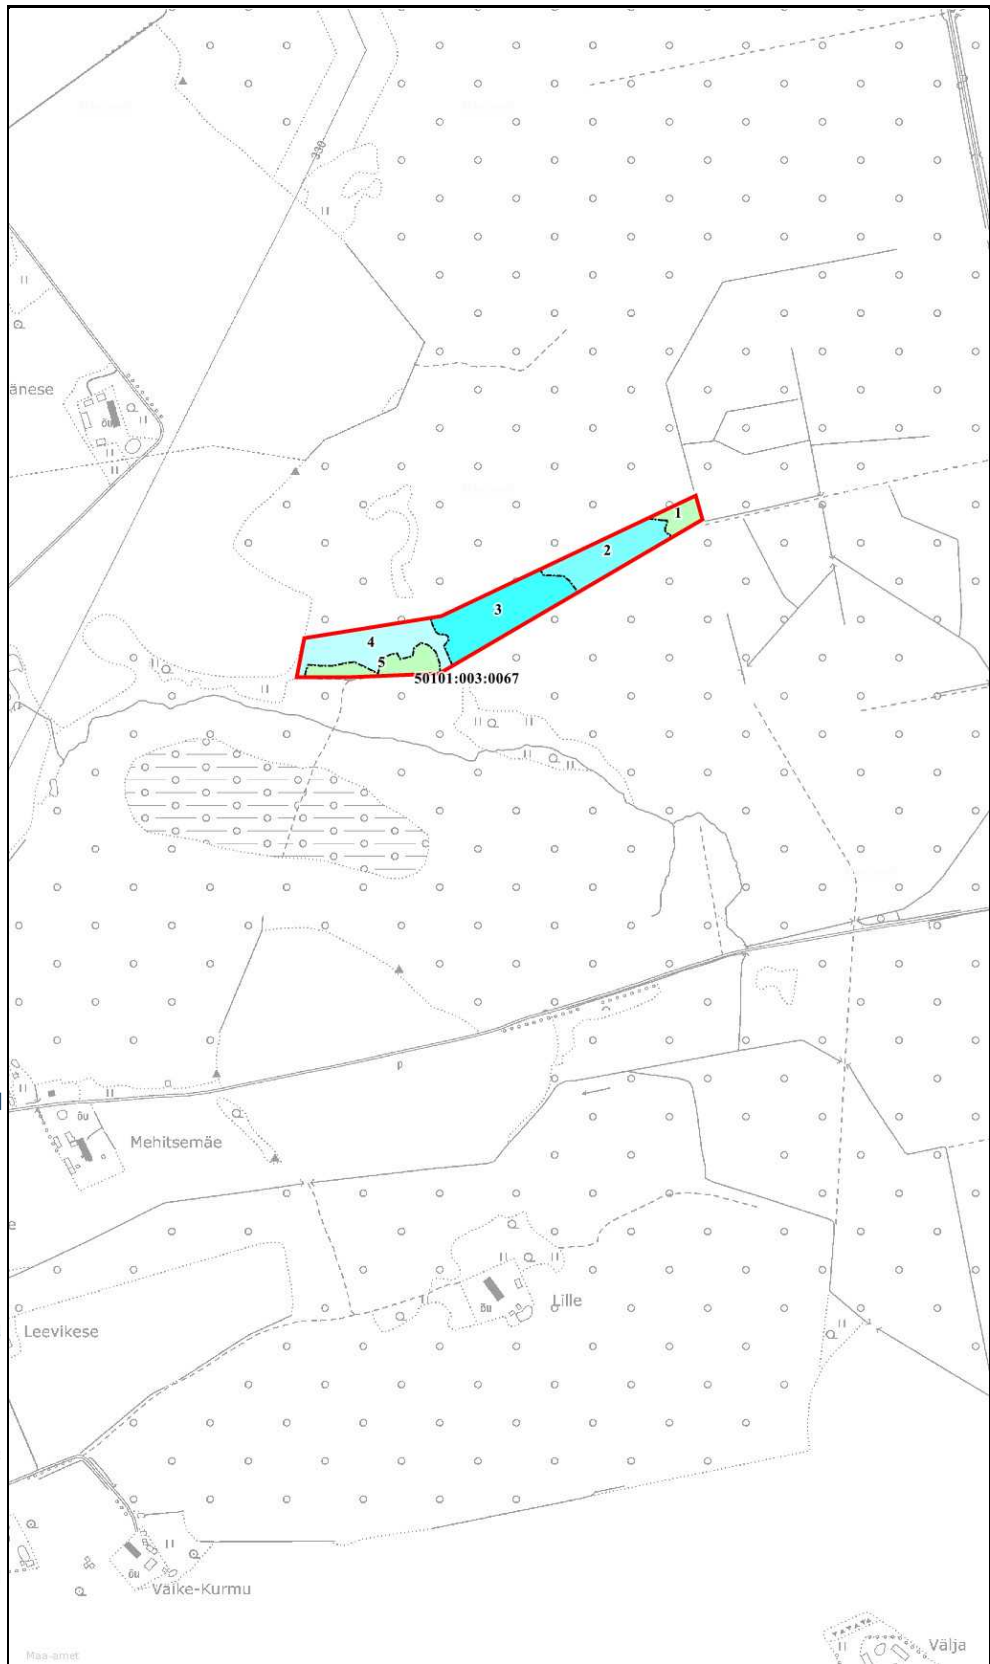 330
änese
õu
1
2
3
4
5
50101:003:0067
p
õu
Mehitsemäe
e
Lille
õu
Leevikese
õu
Väike-Kurmu
Välja
Maa-amet